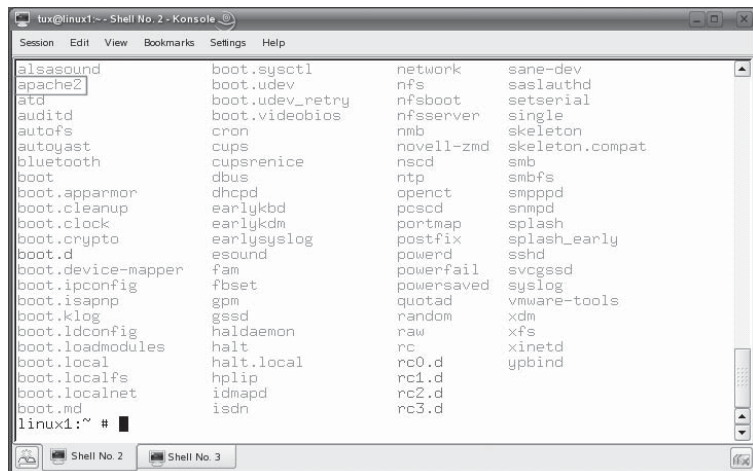 tux@linux1:~ - Shell No. 2 - Konsole
Session Edit View Bookmarks Settings Help
alsasound boot.sysctl network sane-dev
apache2 boot.udev nfs saslauthd
atd boot.udev_retry nfsboot setserial
auditd boot.videobios nfsserver single
autofs cron nmb skeleton
autoyast cups novell-zmd skeleton.compat
bluetooth cupsrenice nscd smb
boot dbus ntp smbfs
boot.apparmor dhcpd openct smpppd
boot.cleanup earlykbd pcscd snmpd
boot.clock earlykdm portmap splash
boot.crypto earlysyslog postfix splash_early
boot.d esound powerd sshd
boot.device-mapper fam powerfail svcgssd
boot.ipconfig fbset powersaved syslog
boot.isapnp gpm quotad vmware-tools
boot.klog gssd random xdm
boot.ldconfig haldaemon raw xfs
boot.loadmodules halt rc xinetd
boot.local halt.local rc0.d ypbind
boot.localfs hplip rc1.d
boot.localnet idmapd rc2.d
boot.md isdn rc3.d
linux1:~ #
Shell No. 2 Shell No. 3